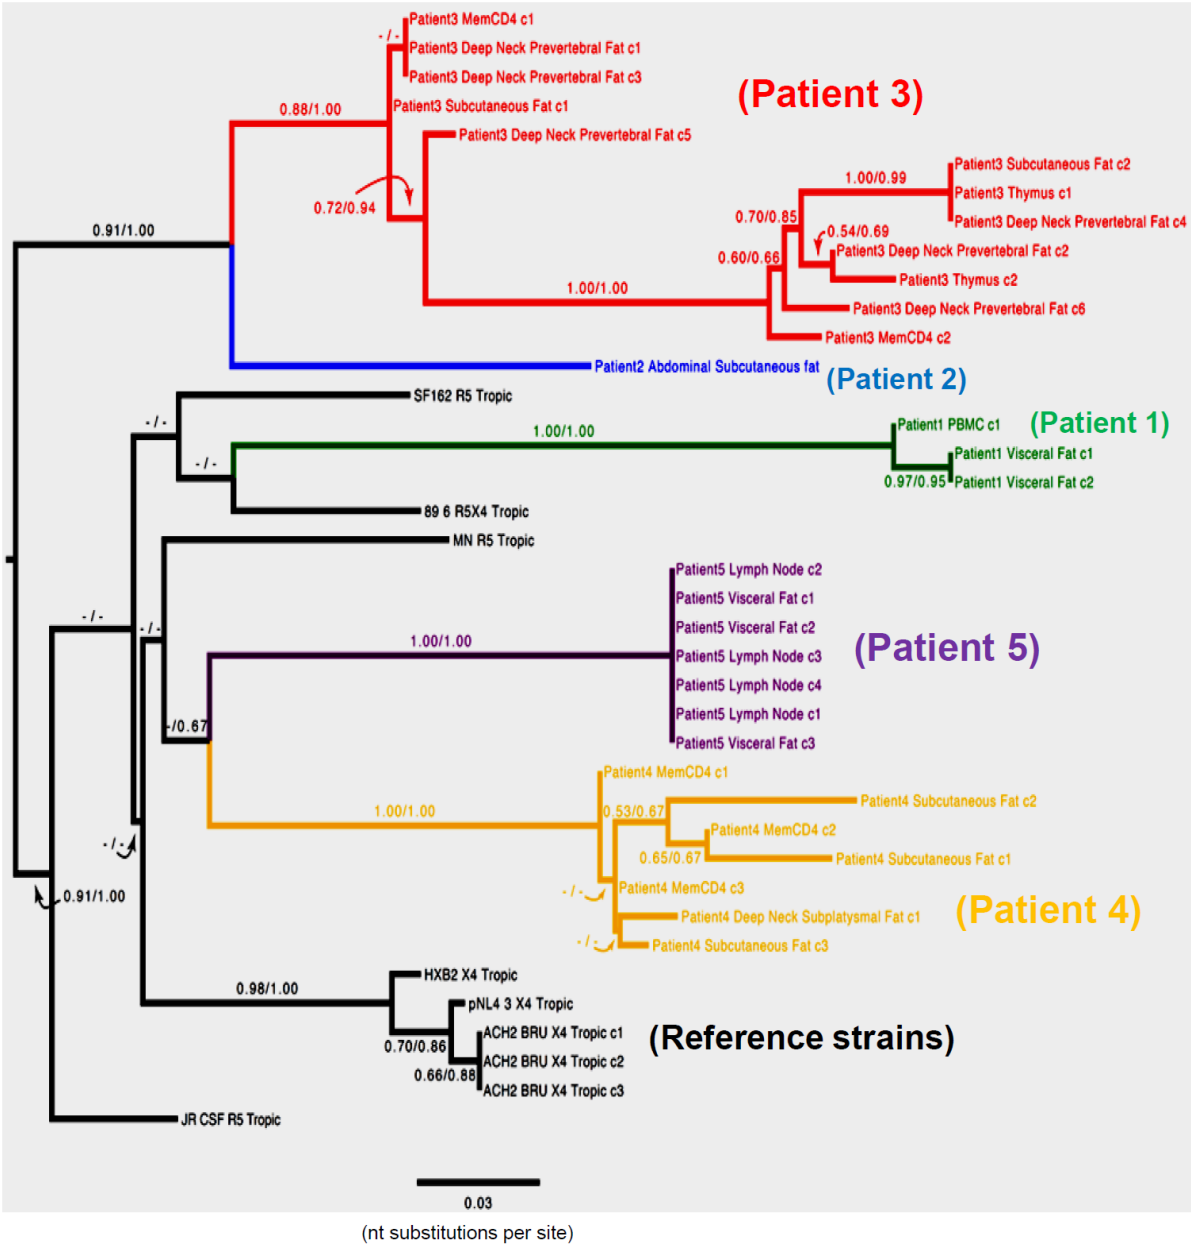 Patient3 MemCD4 c1
- / -
Patient3 Deep Neck Prevertebral Fat c1
Patient3 Deep Neck Prevertebral Fat c3
(Patient 3)
0.88/1.00
Patient3 Subcutaneous Fat c1
Patient3 Deep Neck Prevertebral Fat c5
Patient3 Subcutaneous Fat c2
1.00/0.99
Patient3 Thymus c1
0.72/0.94
0.70/0.85
Patient3 Deep Neck Prevertebral Fat c4
0.91/1.00
0.54/0.69
Patient3 Deep Neck Prevertebral Fat c2
0.60/0.66
Patient3 Thymus c2
1.00/1.00
Patient3 Deep Neck Prevertebral Fat c6
Patient3 MemCD4 c2
Patient2 Abdominal Subcutaneous fat
(Patient 2)
SF162 R5 Tropic
- / -
Patient1 PBMC c1
(Patient 1)
1.00/1.00
Patient1 Visceral Fat c1
- / -
0.97/0.95
Patient1 Visceral Fat c2
89 6 R5X4 Tropic
MN R5 Tropic
Patient5 Lymph Node c2
Patient5 Visceral Fat c1
- / -
- / -
Patient5 Visceral Fat c2
1.00/1.00
Patient5 Lymph Node c3
(Patient 5)
Patient5 Lymph Node c4
Patient5 Lymph Node c1
-/0.67
Patient5 Visceral Fat c3
Patient4 MemCD4 c1
Patient4 Subcutaneous Fat c2
1.00/1.00
0.53/0.67
Patient4 MemCD4 c2
- / -
0.65/0.67
Patient4 Subcutaneous Fat c1
0.91/1.00
- / -
Patient4 MemCD4 c3
(Patient 4)
Patient4 Deep Neck Subplatysmal Fat c1
- / -
Patient4 Subcutaneous Fat c3
HXB2 X4 Tropic
0.98/1.00
pNL4 3 X4 Tropic
ACH2 BRU X4 Tropic c1
(Reference strains)
0.70/0.86
ACH2 BRU X4 Tropic c2
0.66/0.88
ACH2 BRU X4 Tropic c3
JR CSF R5 Tropic
0.03
(nt substitutions per site)